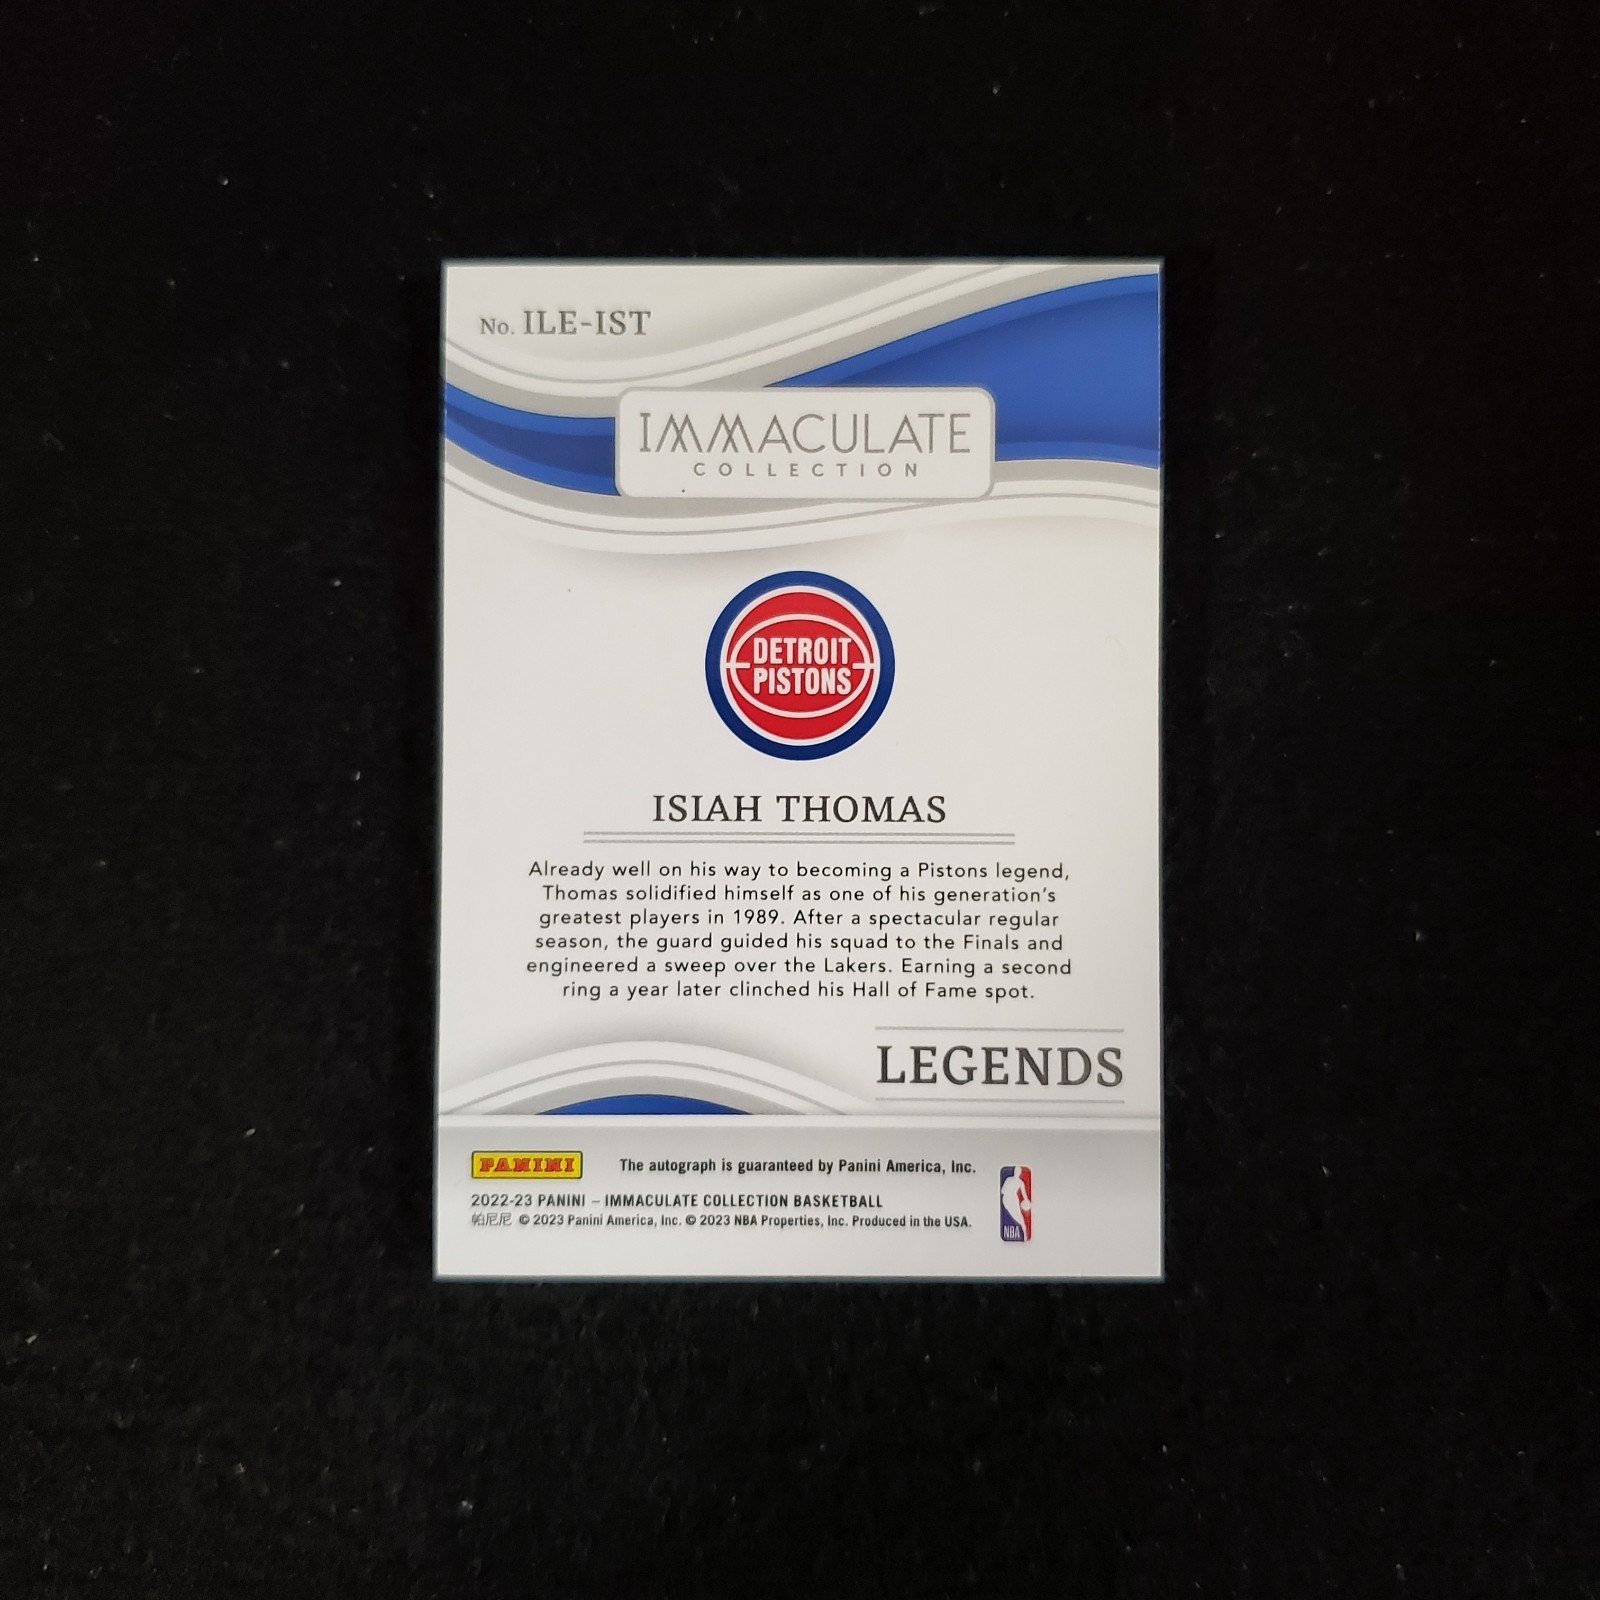 No. ILE-IST
IMMACULATE
COLLECTION
DETROIT
PISTONS
ISIAH THOMAS
Already well on his way to becoming a Pistons legend,
Thomas solidified himself as one of his generation's
greatest players in 1989. After a spectacular regular
season, the guard guided his squad to the Finals and
engineered a sweep over the Lakers. Earning a second
ring a year later clinched his Hall of Fame spot.
LEGENDS
PANINI The autograph is guaranteed by Panini America, Inc.
2022-23 PANINI – IMMACULATE COLLECTION BASKETBALL
帕尼尼 © 2023 Panini America, Inc. © 2023 NBA Properties, Inc. Produced in the USA.
NBA